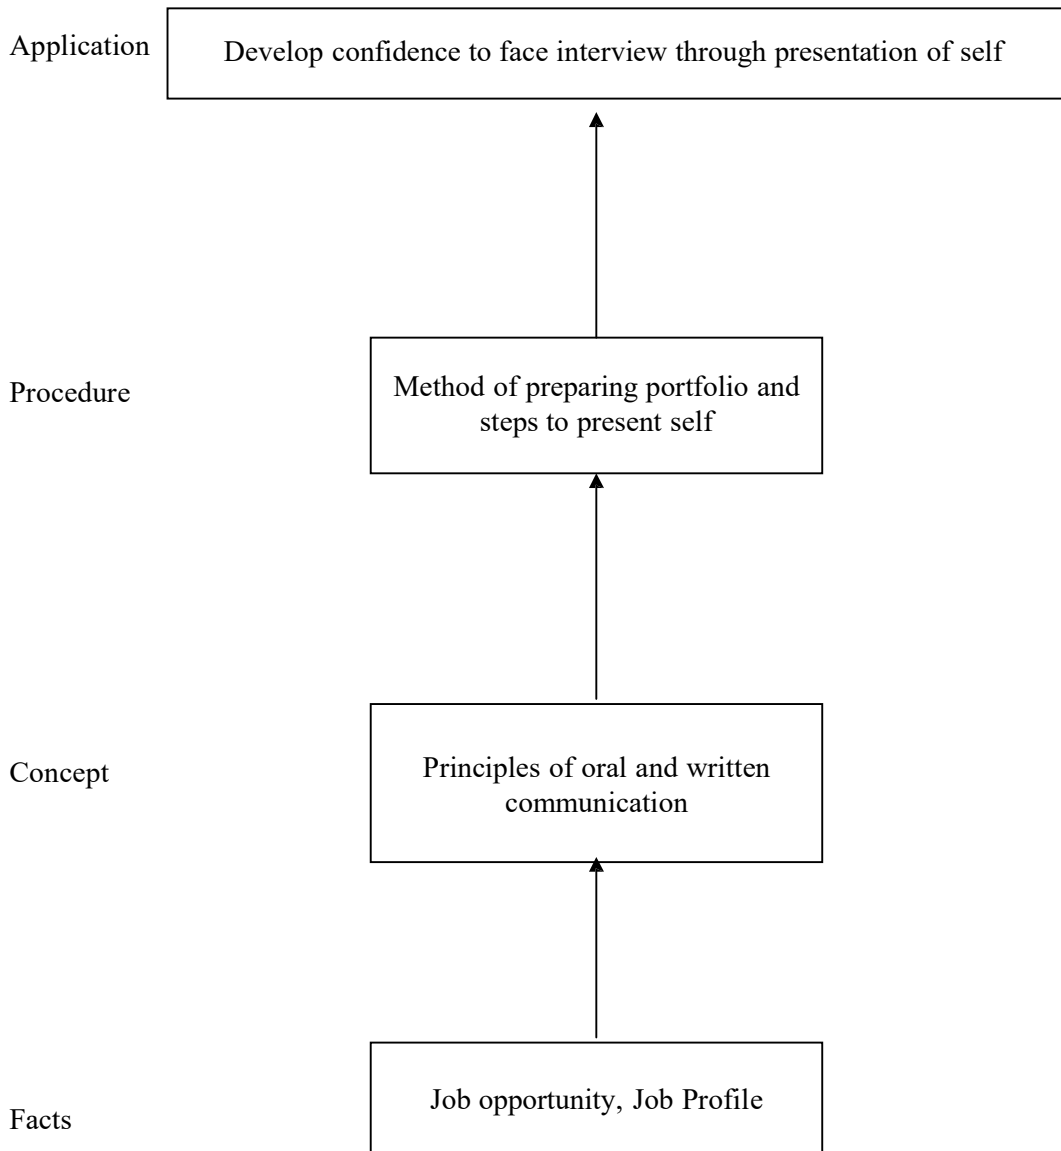 Application
Develop confidence to face interview through presentation of self
Procedure
Method of preparing portfolio and
steps to present self
Concept
Principles of oral and written
communication
Facts
Job opportunity, Job Profile